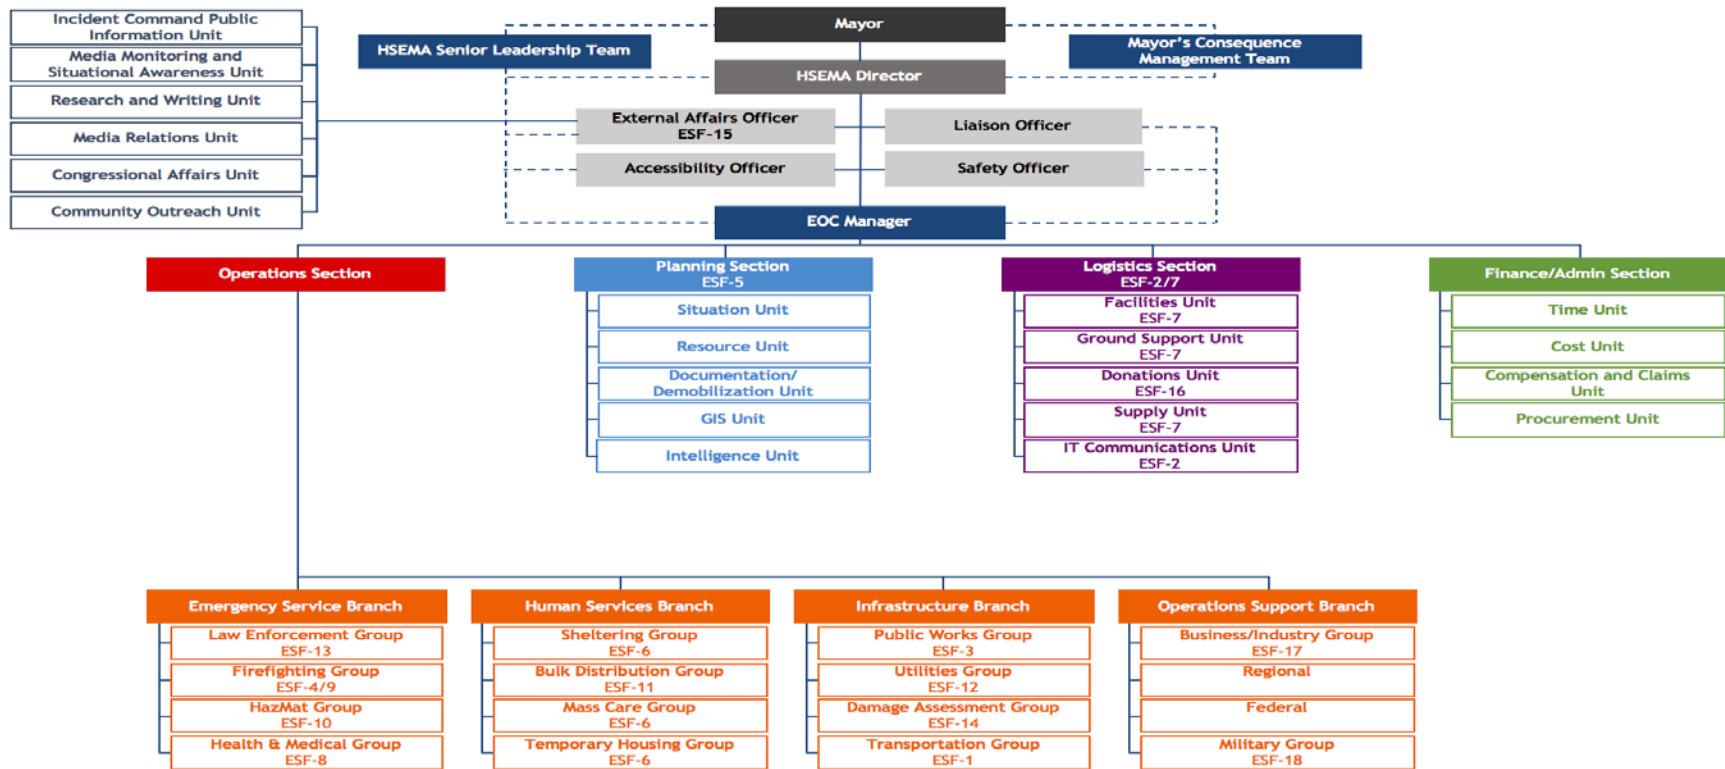 Incident Command Public
Information Unit
Media Monitoring and
Situational Awareness Unit
Research and Writing Unit
Media Relations Unit
Congressional Affairs Unit
Community Outreach Unit
Mayor
HSEMA Senior Leadership Team
Mayor's Consequence
Management Team
HSEMA Director
External Affairs Officer
ESF-15
Liaison Officer
Accessibility Officer
Safety Officer
EOC Manager
Operations Section
Planning Section
ESF-5
Situation Unit
Resource Unit
Documentation/
Demobilization Unit
GIS Unit
Intelligence Unit
Logistics Section
ESF-2/7
Facilities Unit
ESF-7
Ground Support Unit
ESF-7
Donations Unit
ESF-16
Supply Unit
ESF-7
IT Communications Unit
ESF-2
Finance/Admin Section
Time Unit
Cost Unit
Compensation and Claims
Unit
Procurement Unit
Emergency Service Branch
Law Enforcement Group
ESF-13
Firefighting Group
ESF-4/9
HazMat Group
ESF-10
Health & Medical Group
ESF-8
Human Services Branch
Sheltering Group
ESF-6
Bulk Distribution Group
ESF-11
Mass Care Group
ESF-6
Temporary Housing Group
ESF-6
Infrastructure Branch
Public Works Group
ESF-3
Utilities Group
ESF-12
Damage Assessment Group
ESF-14
Transportation Group
ESF-1
Operations Support Branch
Business/Industry Group
ESF-17
Regional
Federal
Military Group
ESF-18